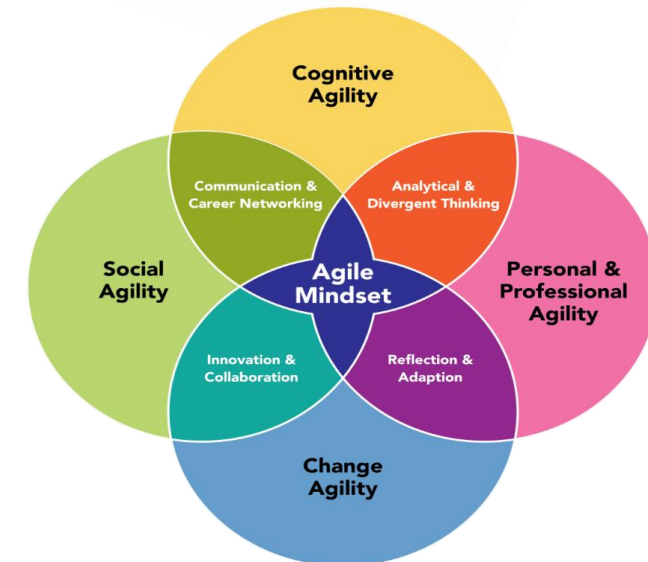 Cognitive
Agility
Communication &
Career Networking
Analytical &
Divergent Thinking
Social
Agility
Agile
Mindset
Personal &
Professional
Agility
Innovation &
Collaboration
Reflection &
Adaption
Change
Agility